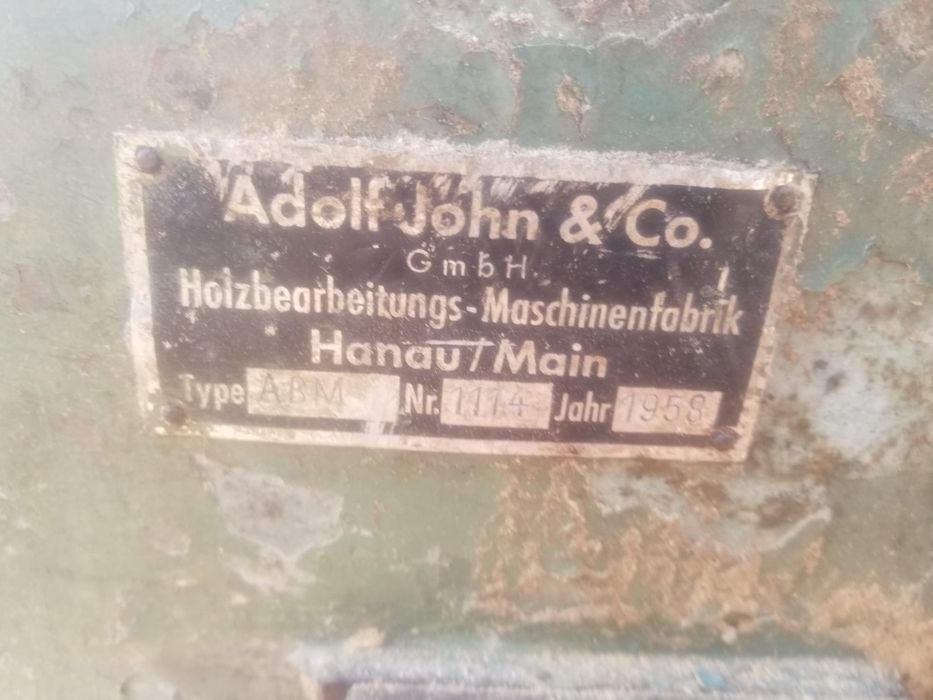 Adolf John & Co.
GmbH.
Holzbearbeitungs-Maschinenfabrik
Hanau/Main
Type ABM Nr. 1114 Jahr 1958